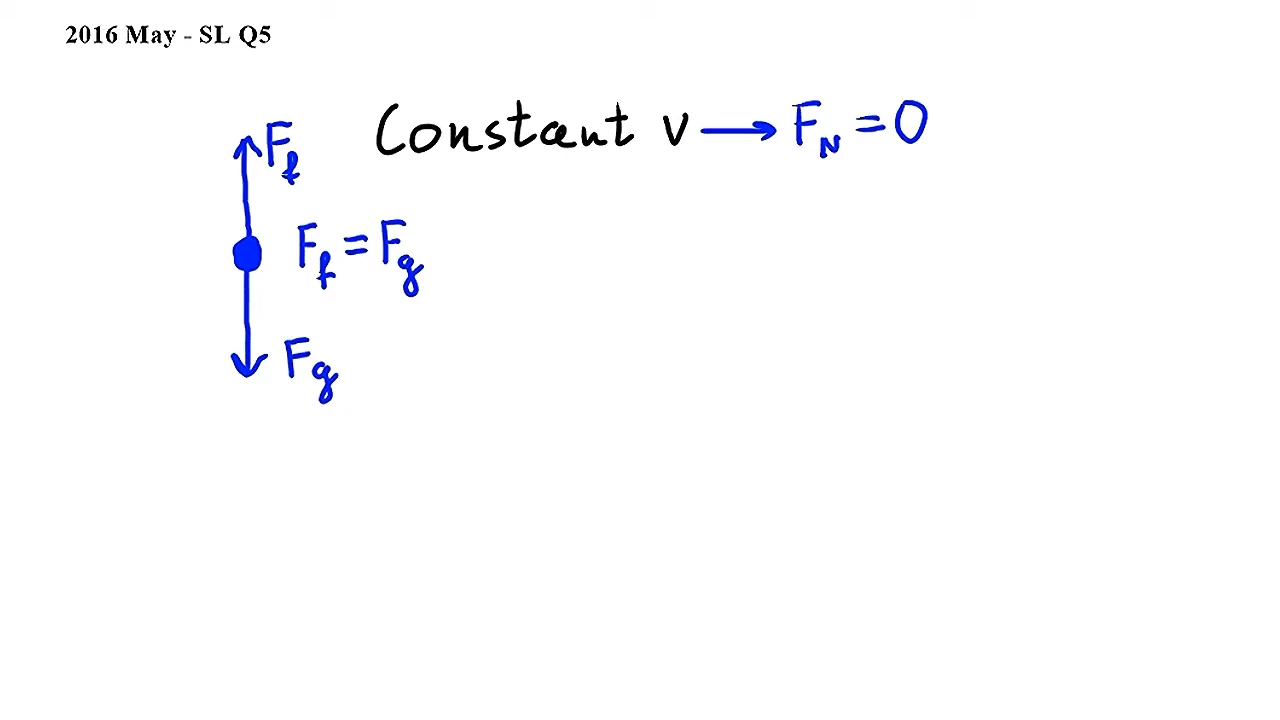 2016 May - SL Q5
Constant v → F_N = 0
F_f
F_f = F_g
F_g